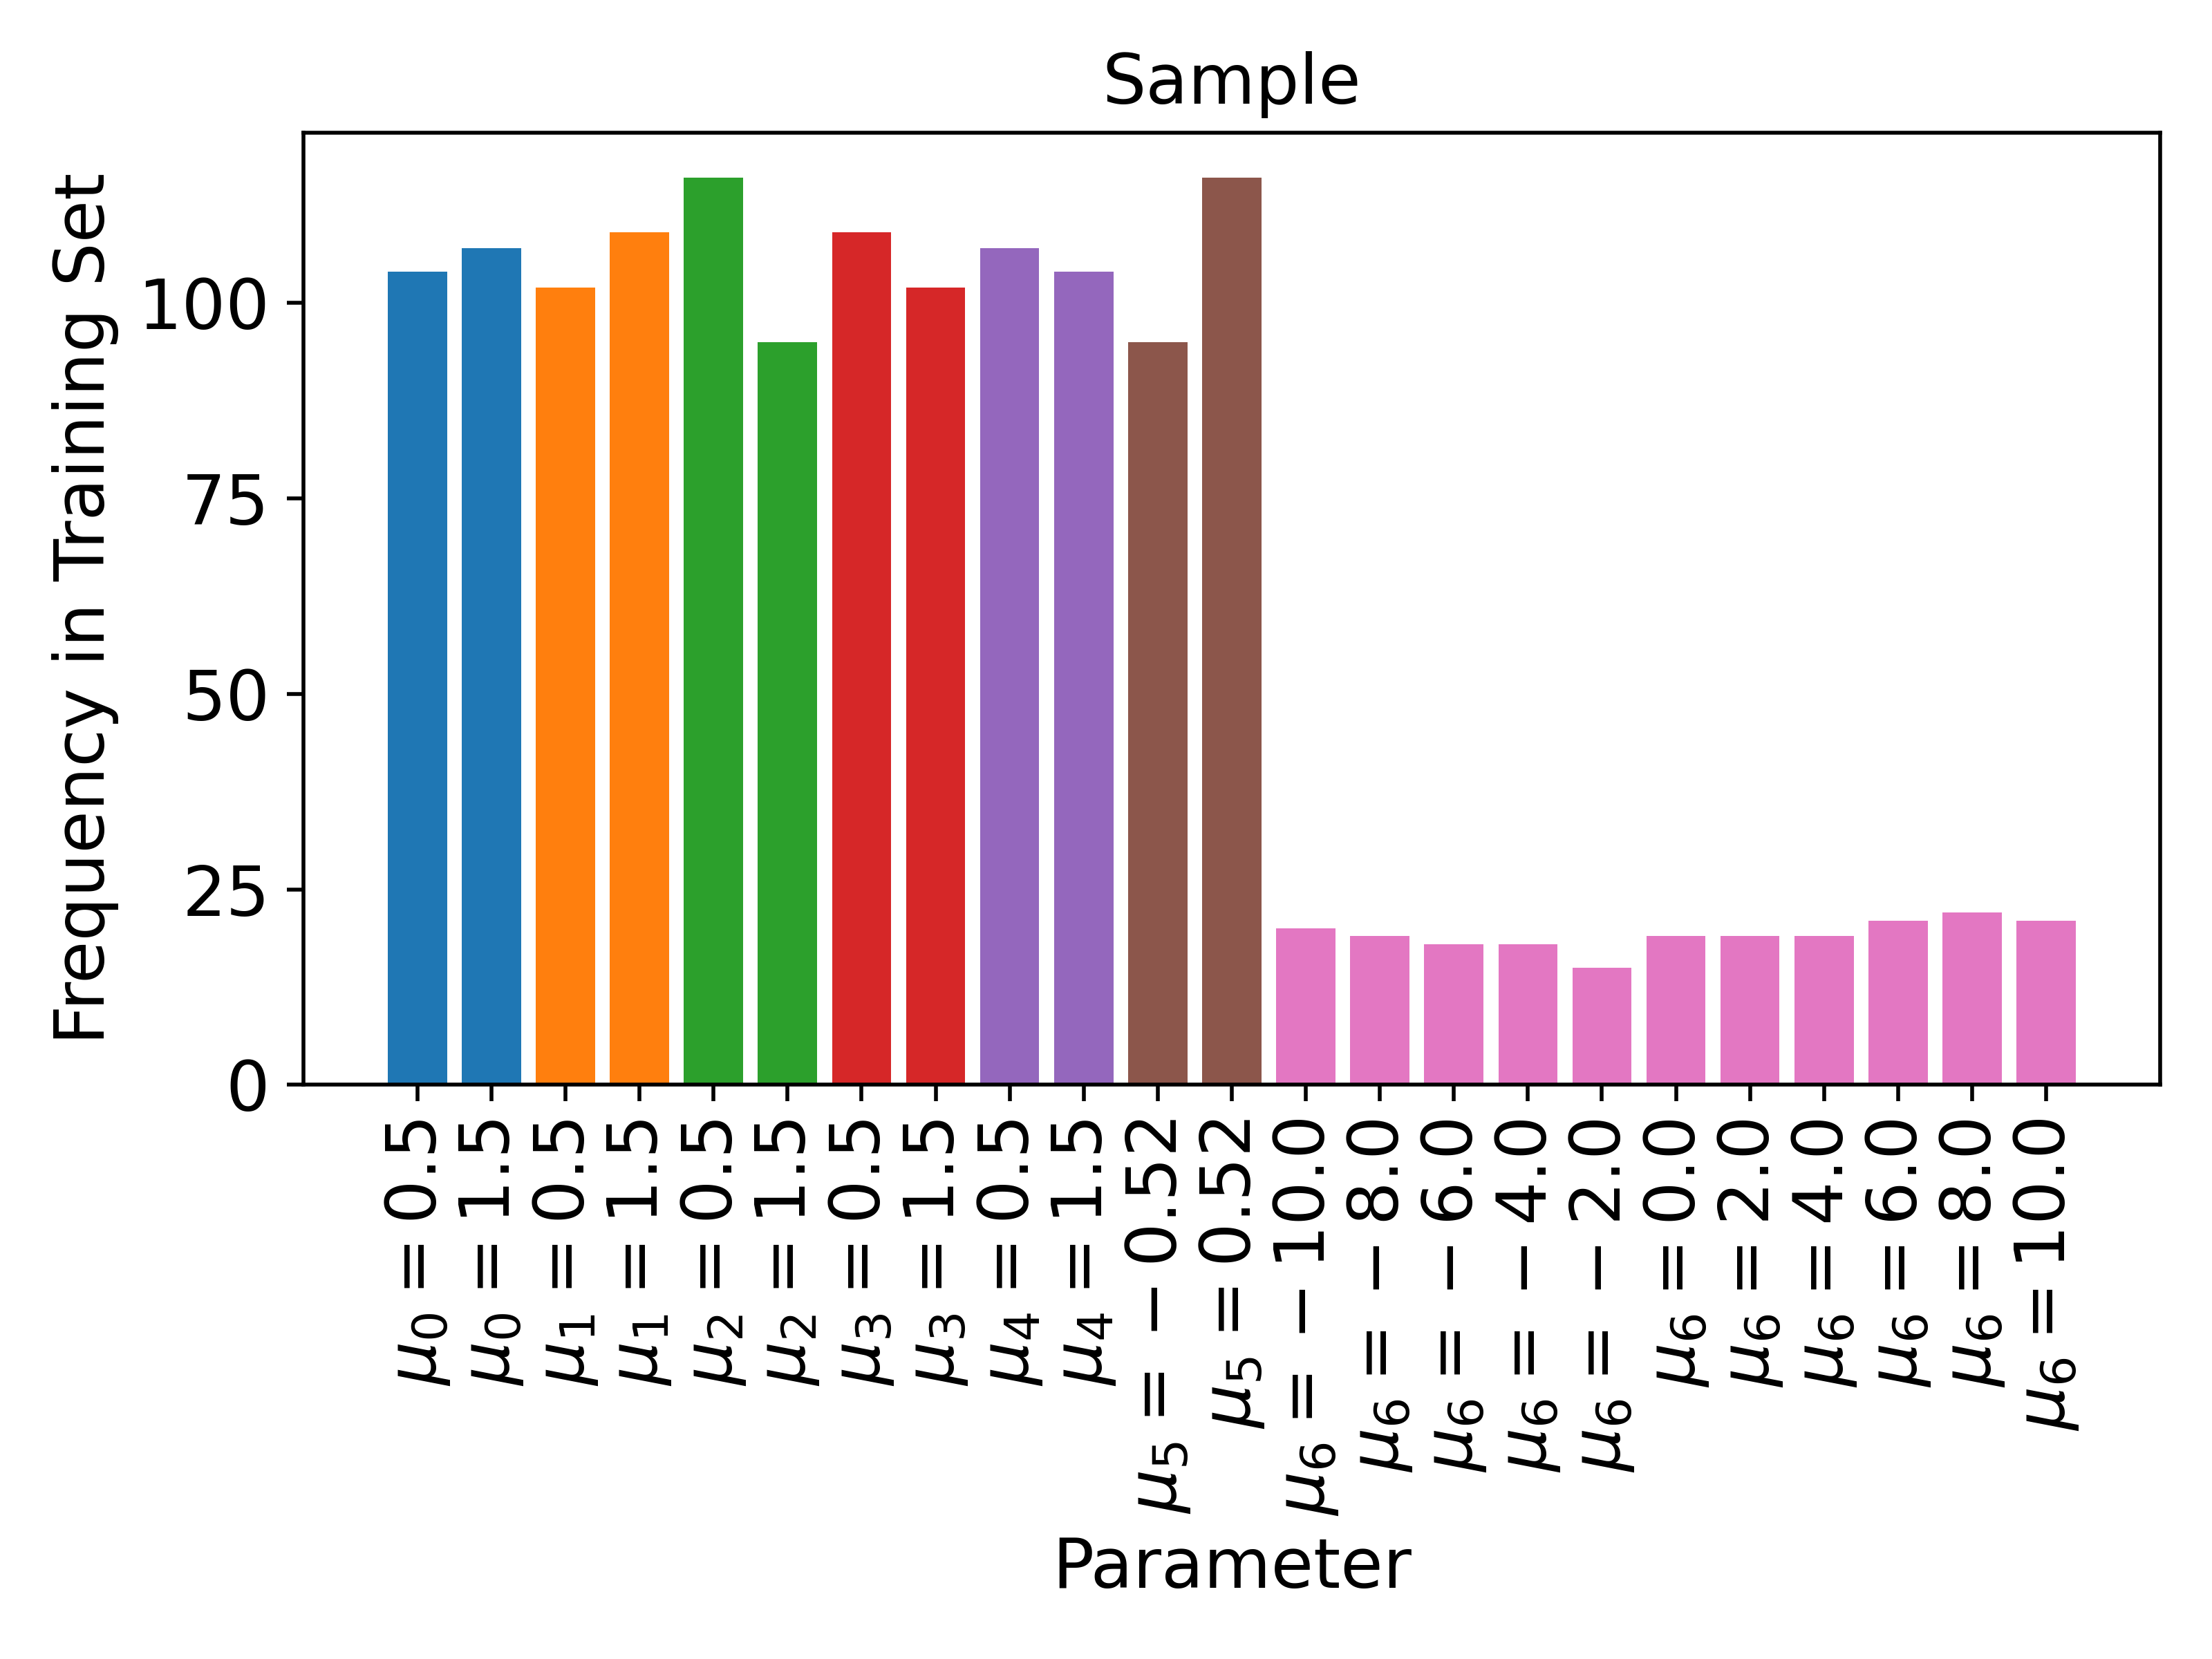 Sample
Frequency in Training Set
100
75
50
25
0
μ₀ = 0.5
μ₀ = 1.5
μ₁ = 0.5
μ₁ = 1.5
μ₂ = 0.5
μ₂ = 1.5
μ₃ = 0.5
μ₃ = 1.5
μ₄ = 0.5
μ₄ = 1.5
μ₅ = − 0.52
μ₅ = 0.52
μ₆ = − 10.0
μ₆ = − 8.0
μ₆ = − 6.0
μ₆ = − 4.0
μ₆ = − 2.0
μ₆ = 0.0
μ₆ = 2.0
μ₆ = 4.0
μ₆ = 6.0
μ₆ = 8.0
μ₆ = 10.0
Parameter